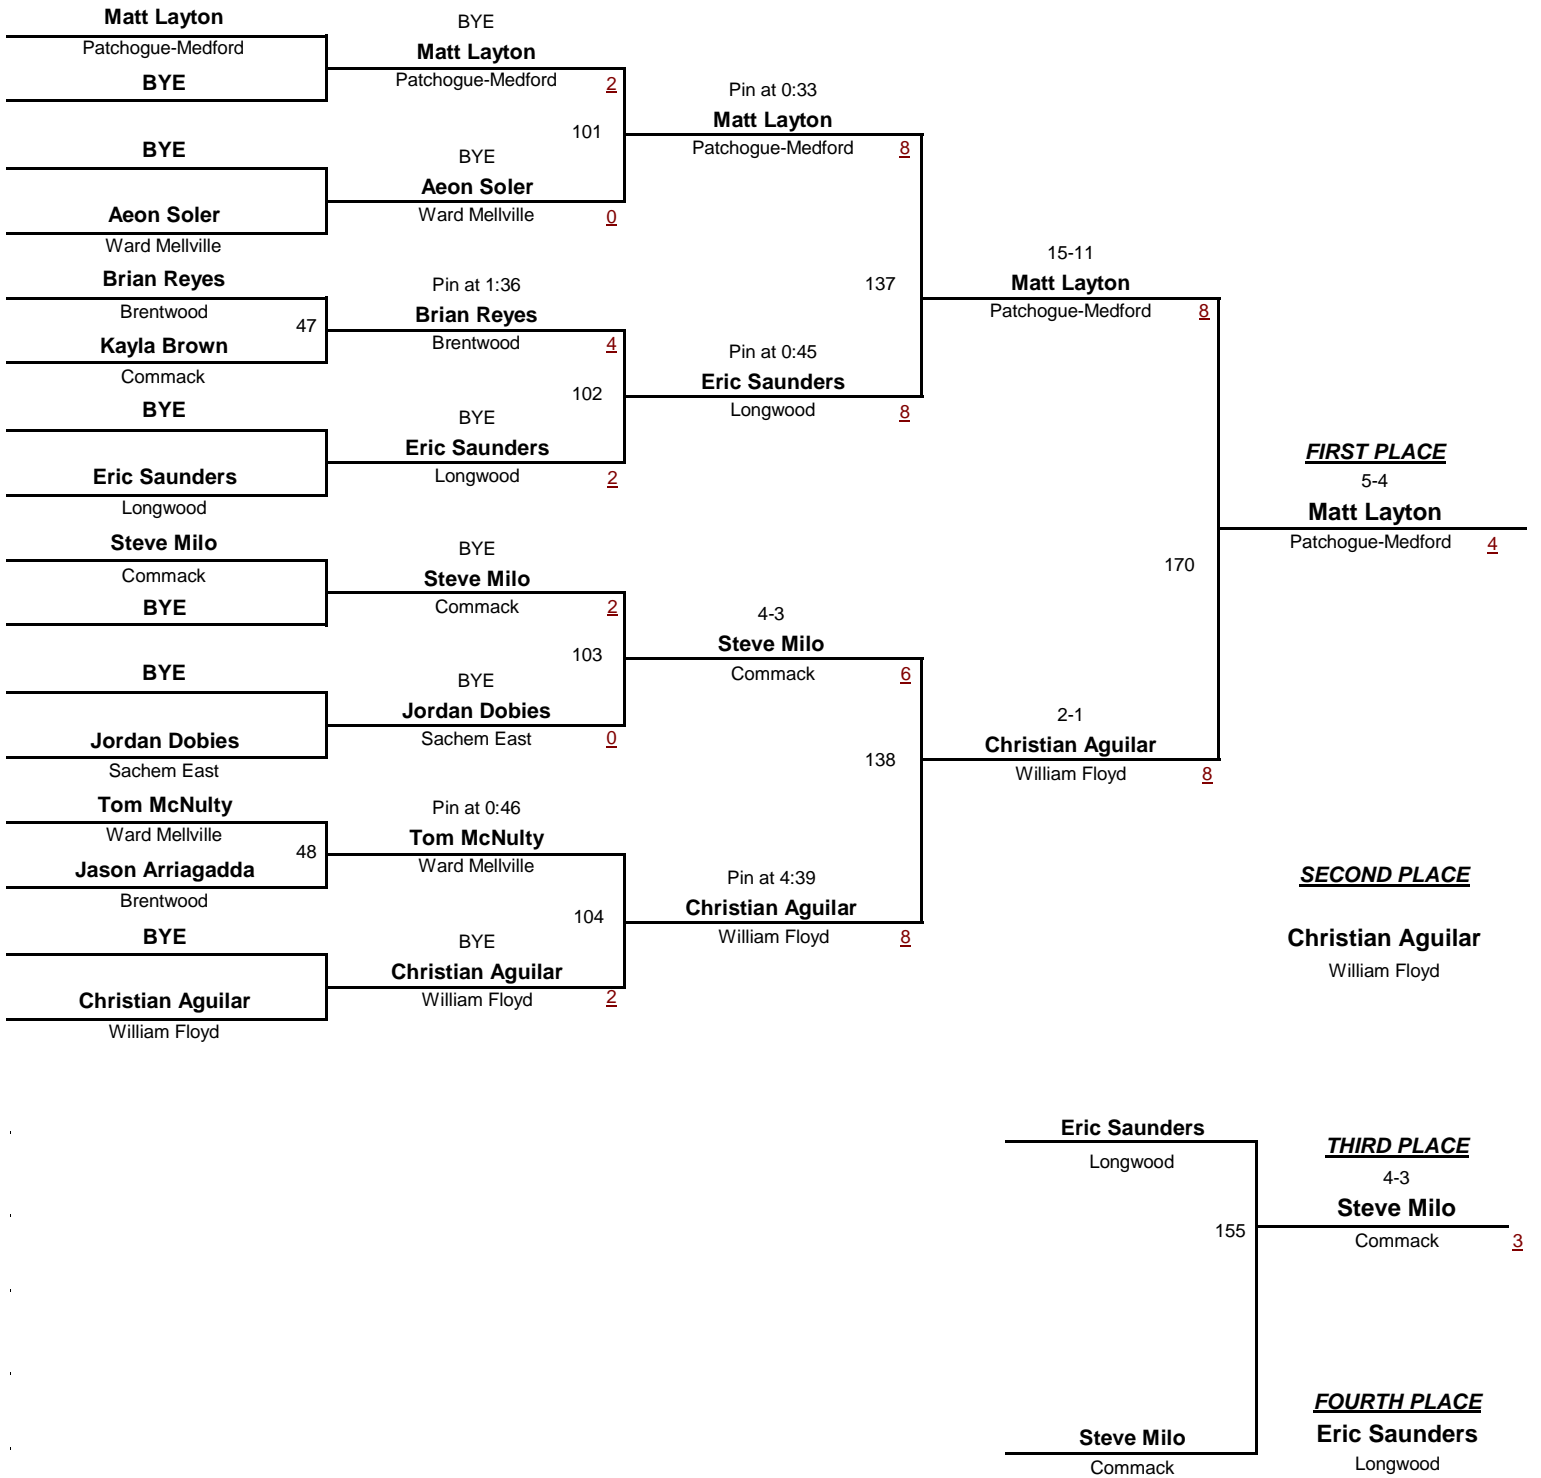 Matt Layton
Patchogue-Medford
BYE
BYE
Aeon Soler
Ward Mellville
Brian Reyes
Brentwood
47
Kayla Brown
Commack
BYE
Eric Saunders
Longwood
Steve Milo
Commack
BYE
BYE
Jordan Dobies
Sachem East
Tom McNulty
Ward Mellville
48
Jason Arriagadda
Brentwood
BYE
Christian Aguilar
William Floyd
BYE
Matt Layton
Patchogue-Medford 2
101
BYE
Aeon Soler
Ward Mellville 0
Pin at 1:36
Brian Reyes
Brentwood 4
102
BYE
Eric Saunders
Longwood 2
BYE
Steve Milo
Commack 2
103
BYE
Jordan Dobies
Sachem East 0
Pin at 0:46
Tom McNulty
Ward Mellville
104
BYE
Christian Aguilar
William Floyd 2
Pin at 0:33
Matt Layton
Patchogue-Medford 8
137
Pin at 0:45
Eric Saunders
Longwood 8
4-3
Steve Milo
Commack 6
138
Pin at 4:39
Christian Aguilar
William Floyd 8
15-11
Matt Layton
Patchogue-Medford 8
170
2-1
Christian Aguilar
William Floyd 8
FIRST PLACE
5-4
Matt Layton
Patchogue-Medford 4
SECOND PLACE
Christian Aguilar
William Floyd
Eric Saunders
Longwood
155
Steve Milo
Commack
THIRD PLACE
4-3
Steve Milo
Commack 3
FOURTH PLACE
Eric Saunders
Longwood